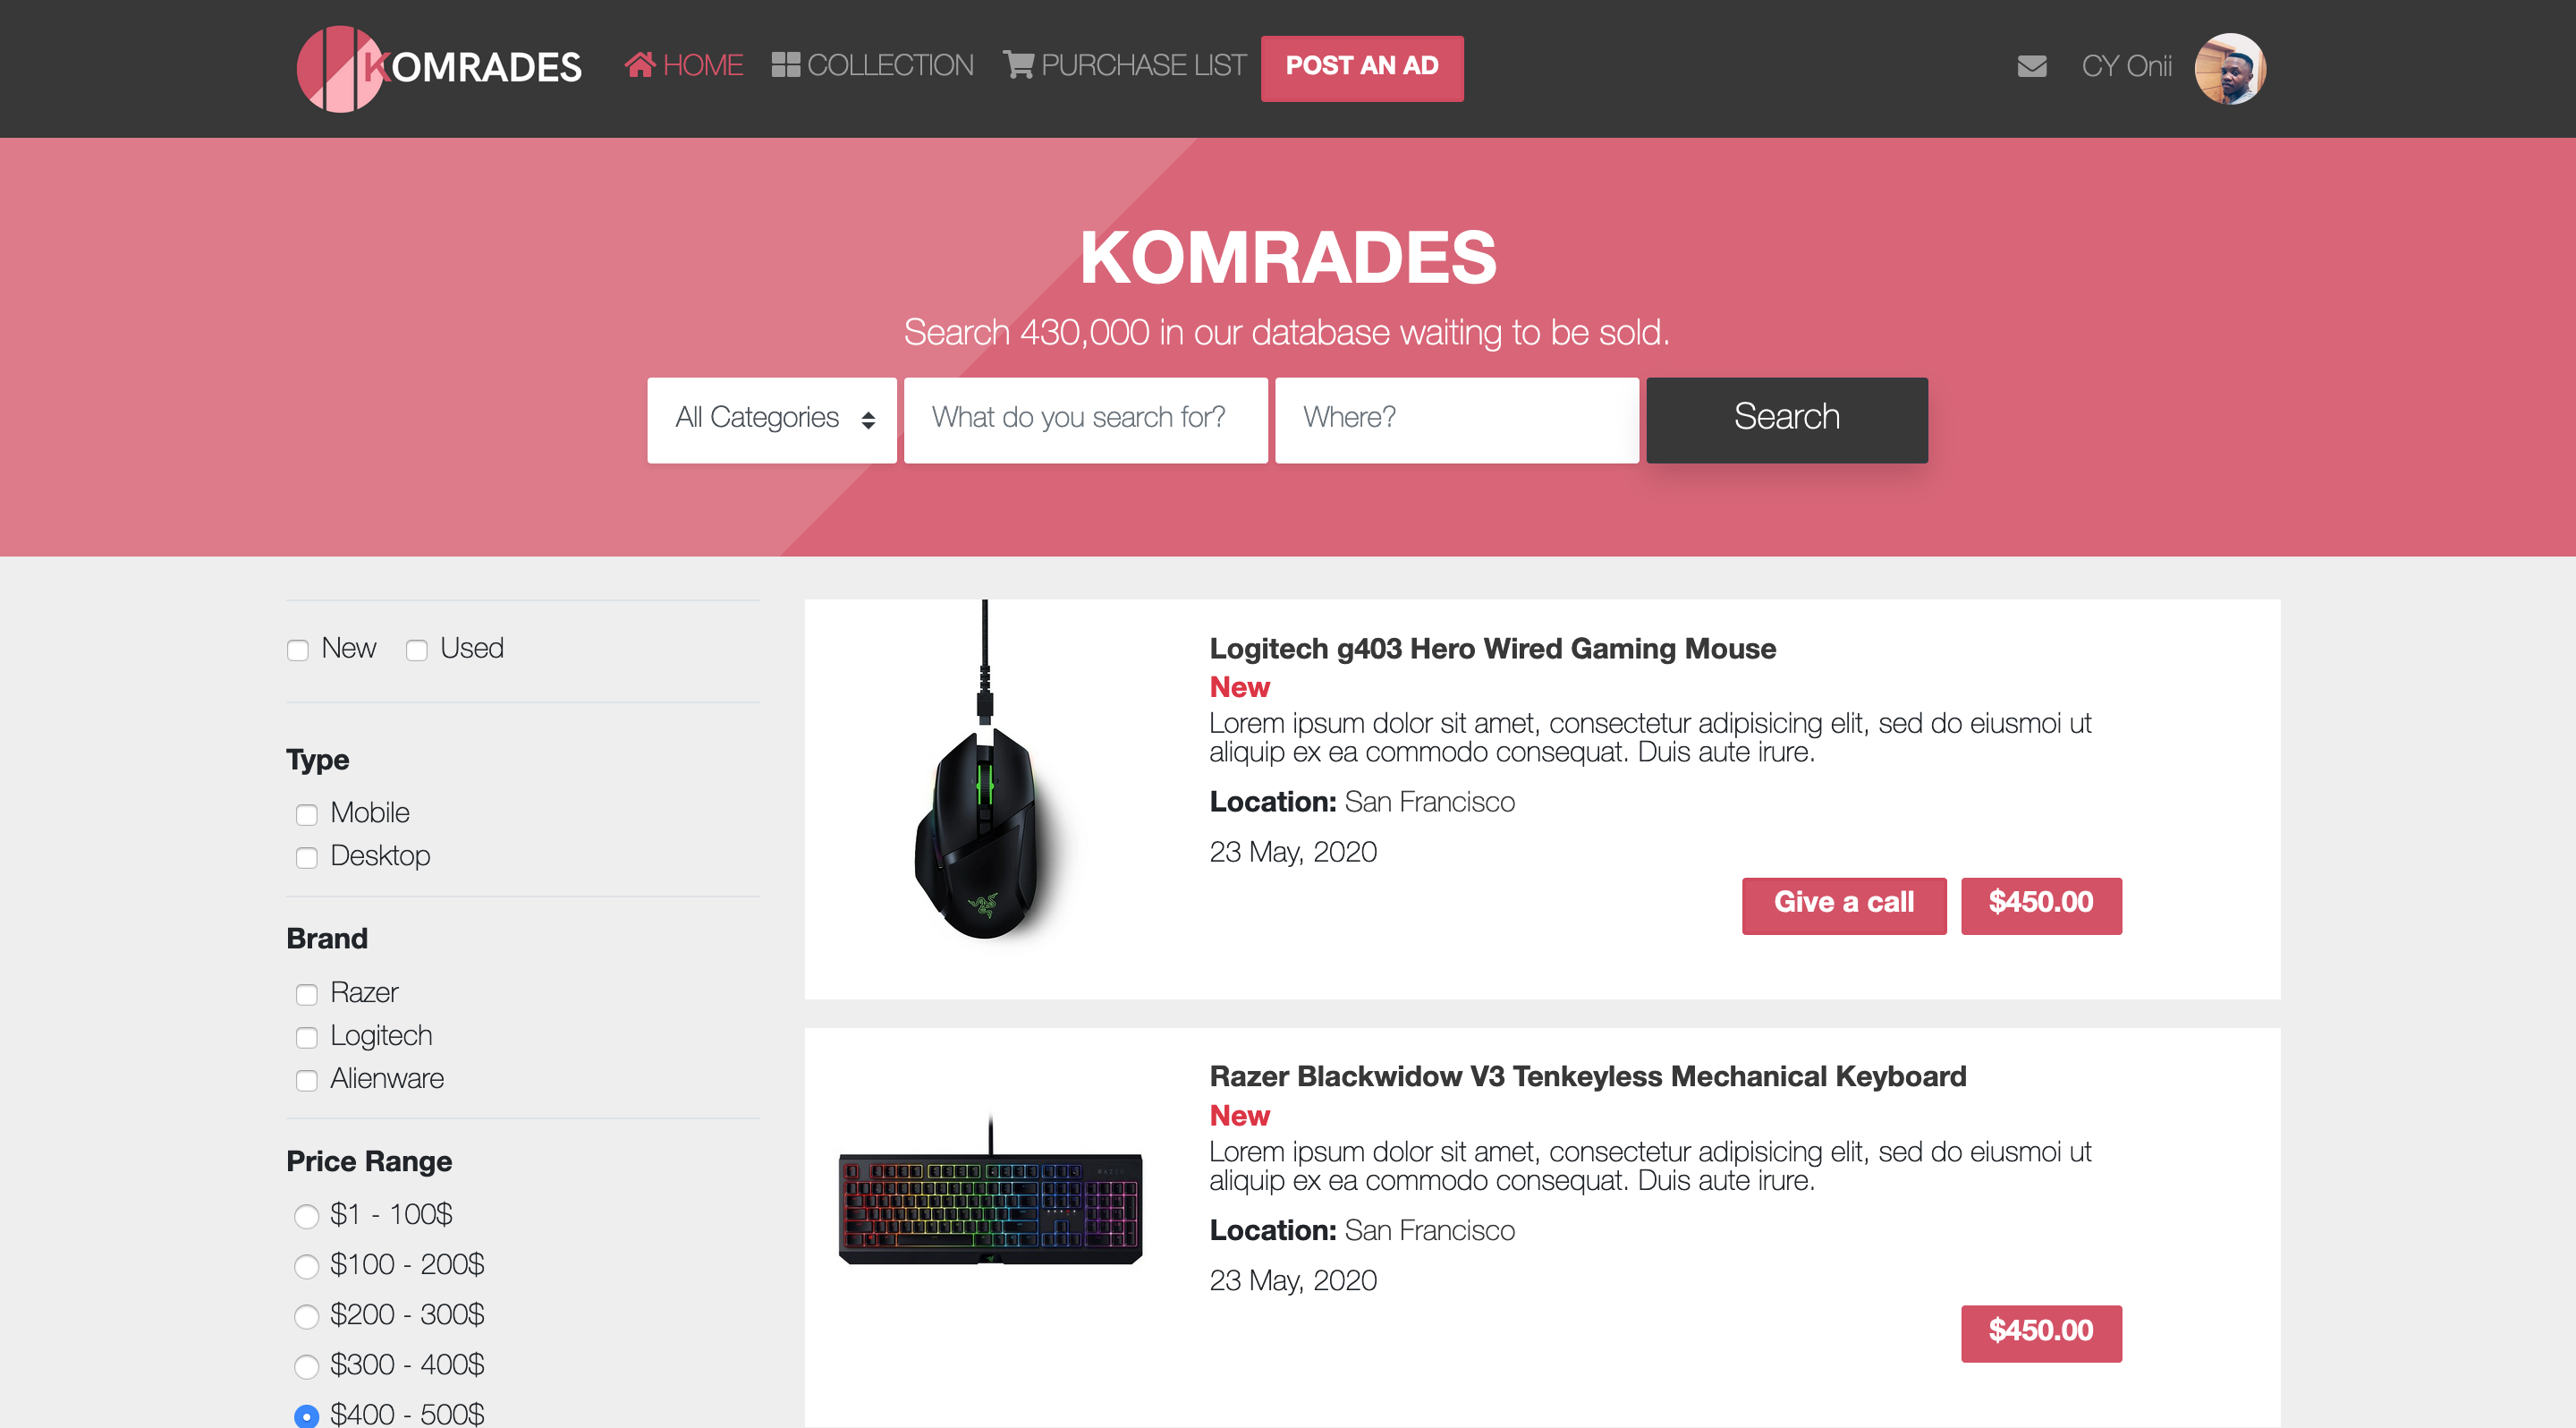 KOMRADES
HOME
COLLECTION
PURCHASE LIST
POST AN AD
CY Onii
KOMRADES
Search 430,000 in our database waiting to be sold.
All Categories
What do you search for?
Where?
Search
New
Used
Type
Mobile
Desktop
Brand
Razer
Logitech
Alienware
Price Range
$1 - 100$
$100 - 200$
$200 - 300$
$300 - 400$
$400 - 500$
Logitech g403 Hero Wired Gaming Mouse
New
Lorem ipsum dolor sit amet, consectetur adipisicing elit, sed do eiusmoi ut
aliquip ex ea commodo consequat. Duis aute irure.
Location: San Francisco
23 May, 2020
Give a call
$450.00
Razer Blackwidow V3 Tenkeyless Mechanical Keyboard
New
Lorem ipsum dolor sit amet, consectetur adipisicing elit, sed do eiusmoi ut
aliquip ex ea commodo consequat. Duis aute irure.
Location: San Francisco
23 May, 2020
$450.00